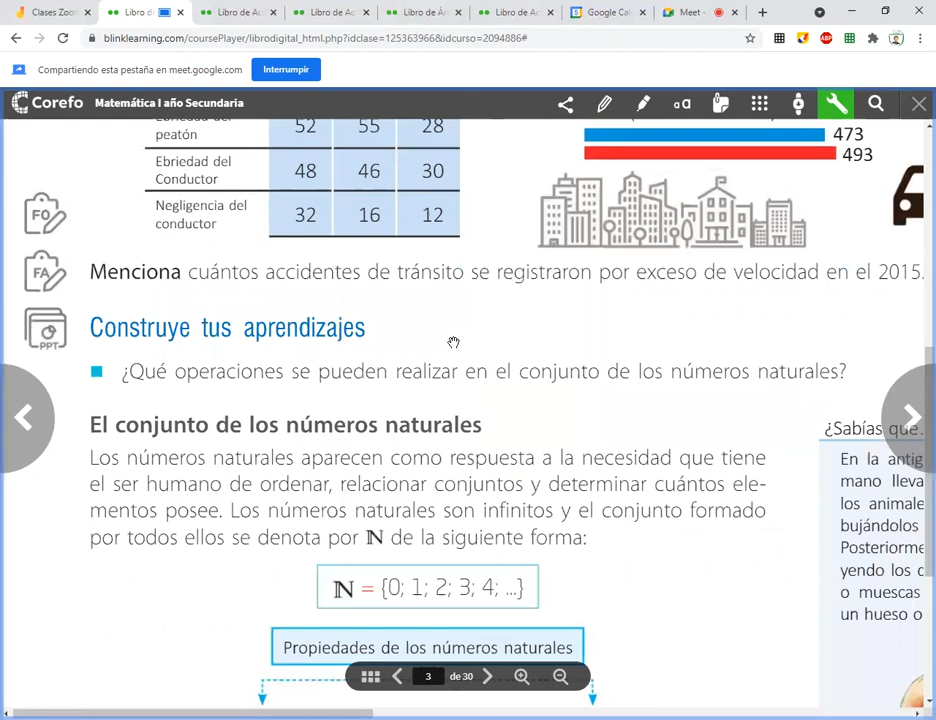 Clases Zoo
Libro d
Libro de Ac
Libro de Ac
Libro de Ar
Libro de Ac
Google Cal
Meet -
blinklearning.com/coursePlayer/librodigital_html.php?idclase=125363966&idcurso=2094886#
ABP
Compartiendo esta pestaña en meet.google.com
Interrumpir
Corefo
Matemática I año Secundaria
aA
peatón
52 55 28
Ebriedad del
Conductor
48 46 30
Negligencia del
conductor
32 16 12
473
493
FO
FA
PPT
Menciona cuántos accidentes de tránsito se registraron por exceso de velocidad en el 2015.
Construye tus aprendizajes
¿Qué operaciones se pueden realizar en el conjunto de los números naturales?
El conjunto de los números naturales
Los números naturales aparecen como respuesta a la necesidad que tiene
el ser humano de ordenar, relacionar conjuntos y determinar cuántos ele-
mentos posee. Los números naturales son infinitos y el conjunto formado
por todos ellos se denota por ℕ de la siguiente forma:
ℕ = {0; 1; 2; 3; 4; ...}
Propiedades de los números naturales
¿Sabías que.
En la antig
mano lleva
los animale
bujándolos
Posteriorme
yendo los d
o muescas
un hueso o
3 de 30